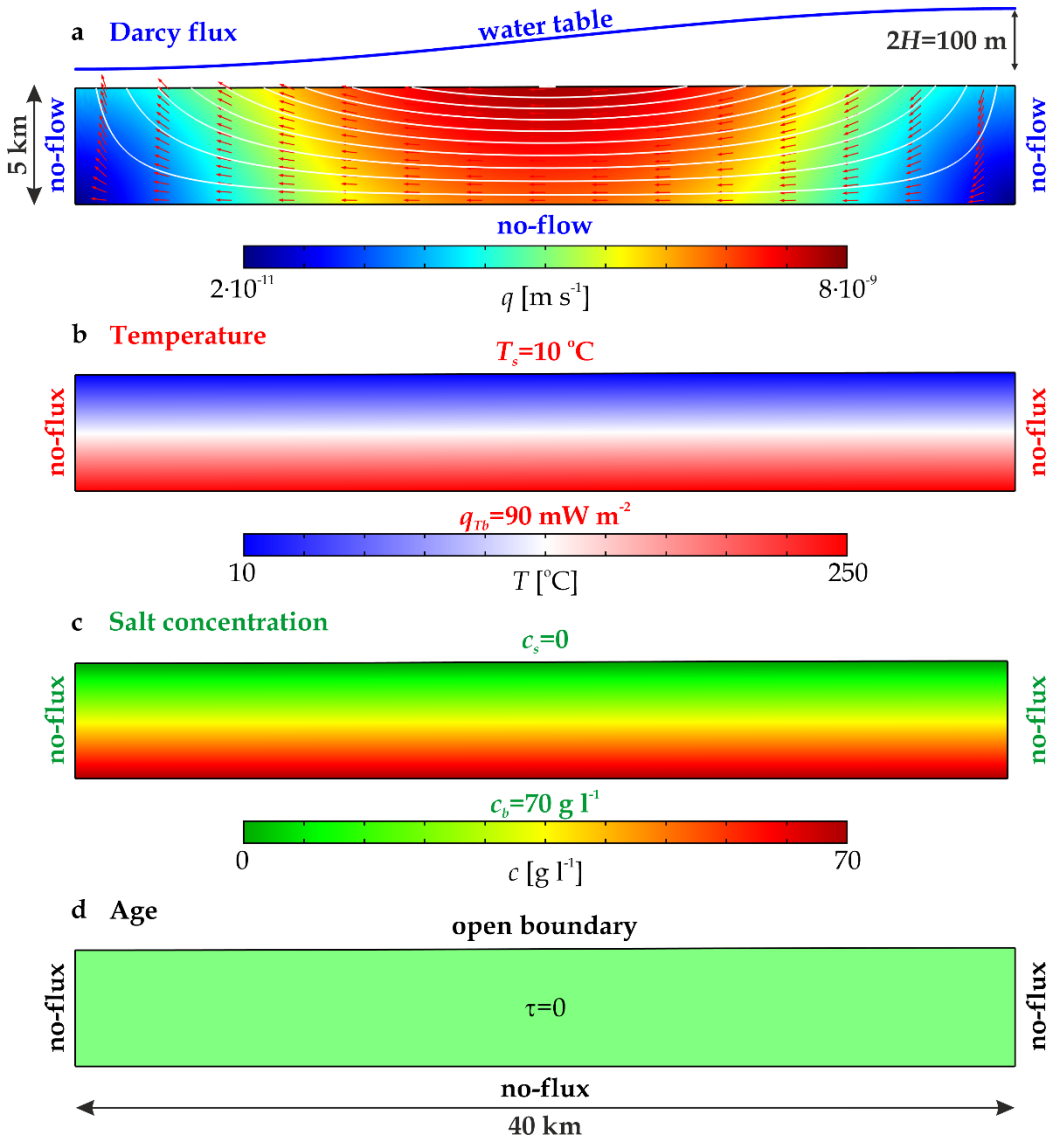 a Darcy flux
water table
2H=100 m
5 km
no-flow
no-flow
no-flow
2·10⁻¹¹
q [m s⁻¹]
8·10⁻⁹
b Temperature
Tₛ=10 °C
no-flux
no-flux
q_Tb=90 mW m⁻²
10
T [°C]
250
c Salt concentration
cₛ=0
no-flux
no-flux
c_b=70 g l⁻¹
0
c [g l⁻¹]
70
d Age
open boundary
no-flux
τ=0
no-flux
no-flux
40 km